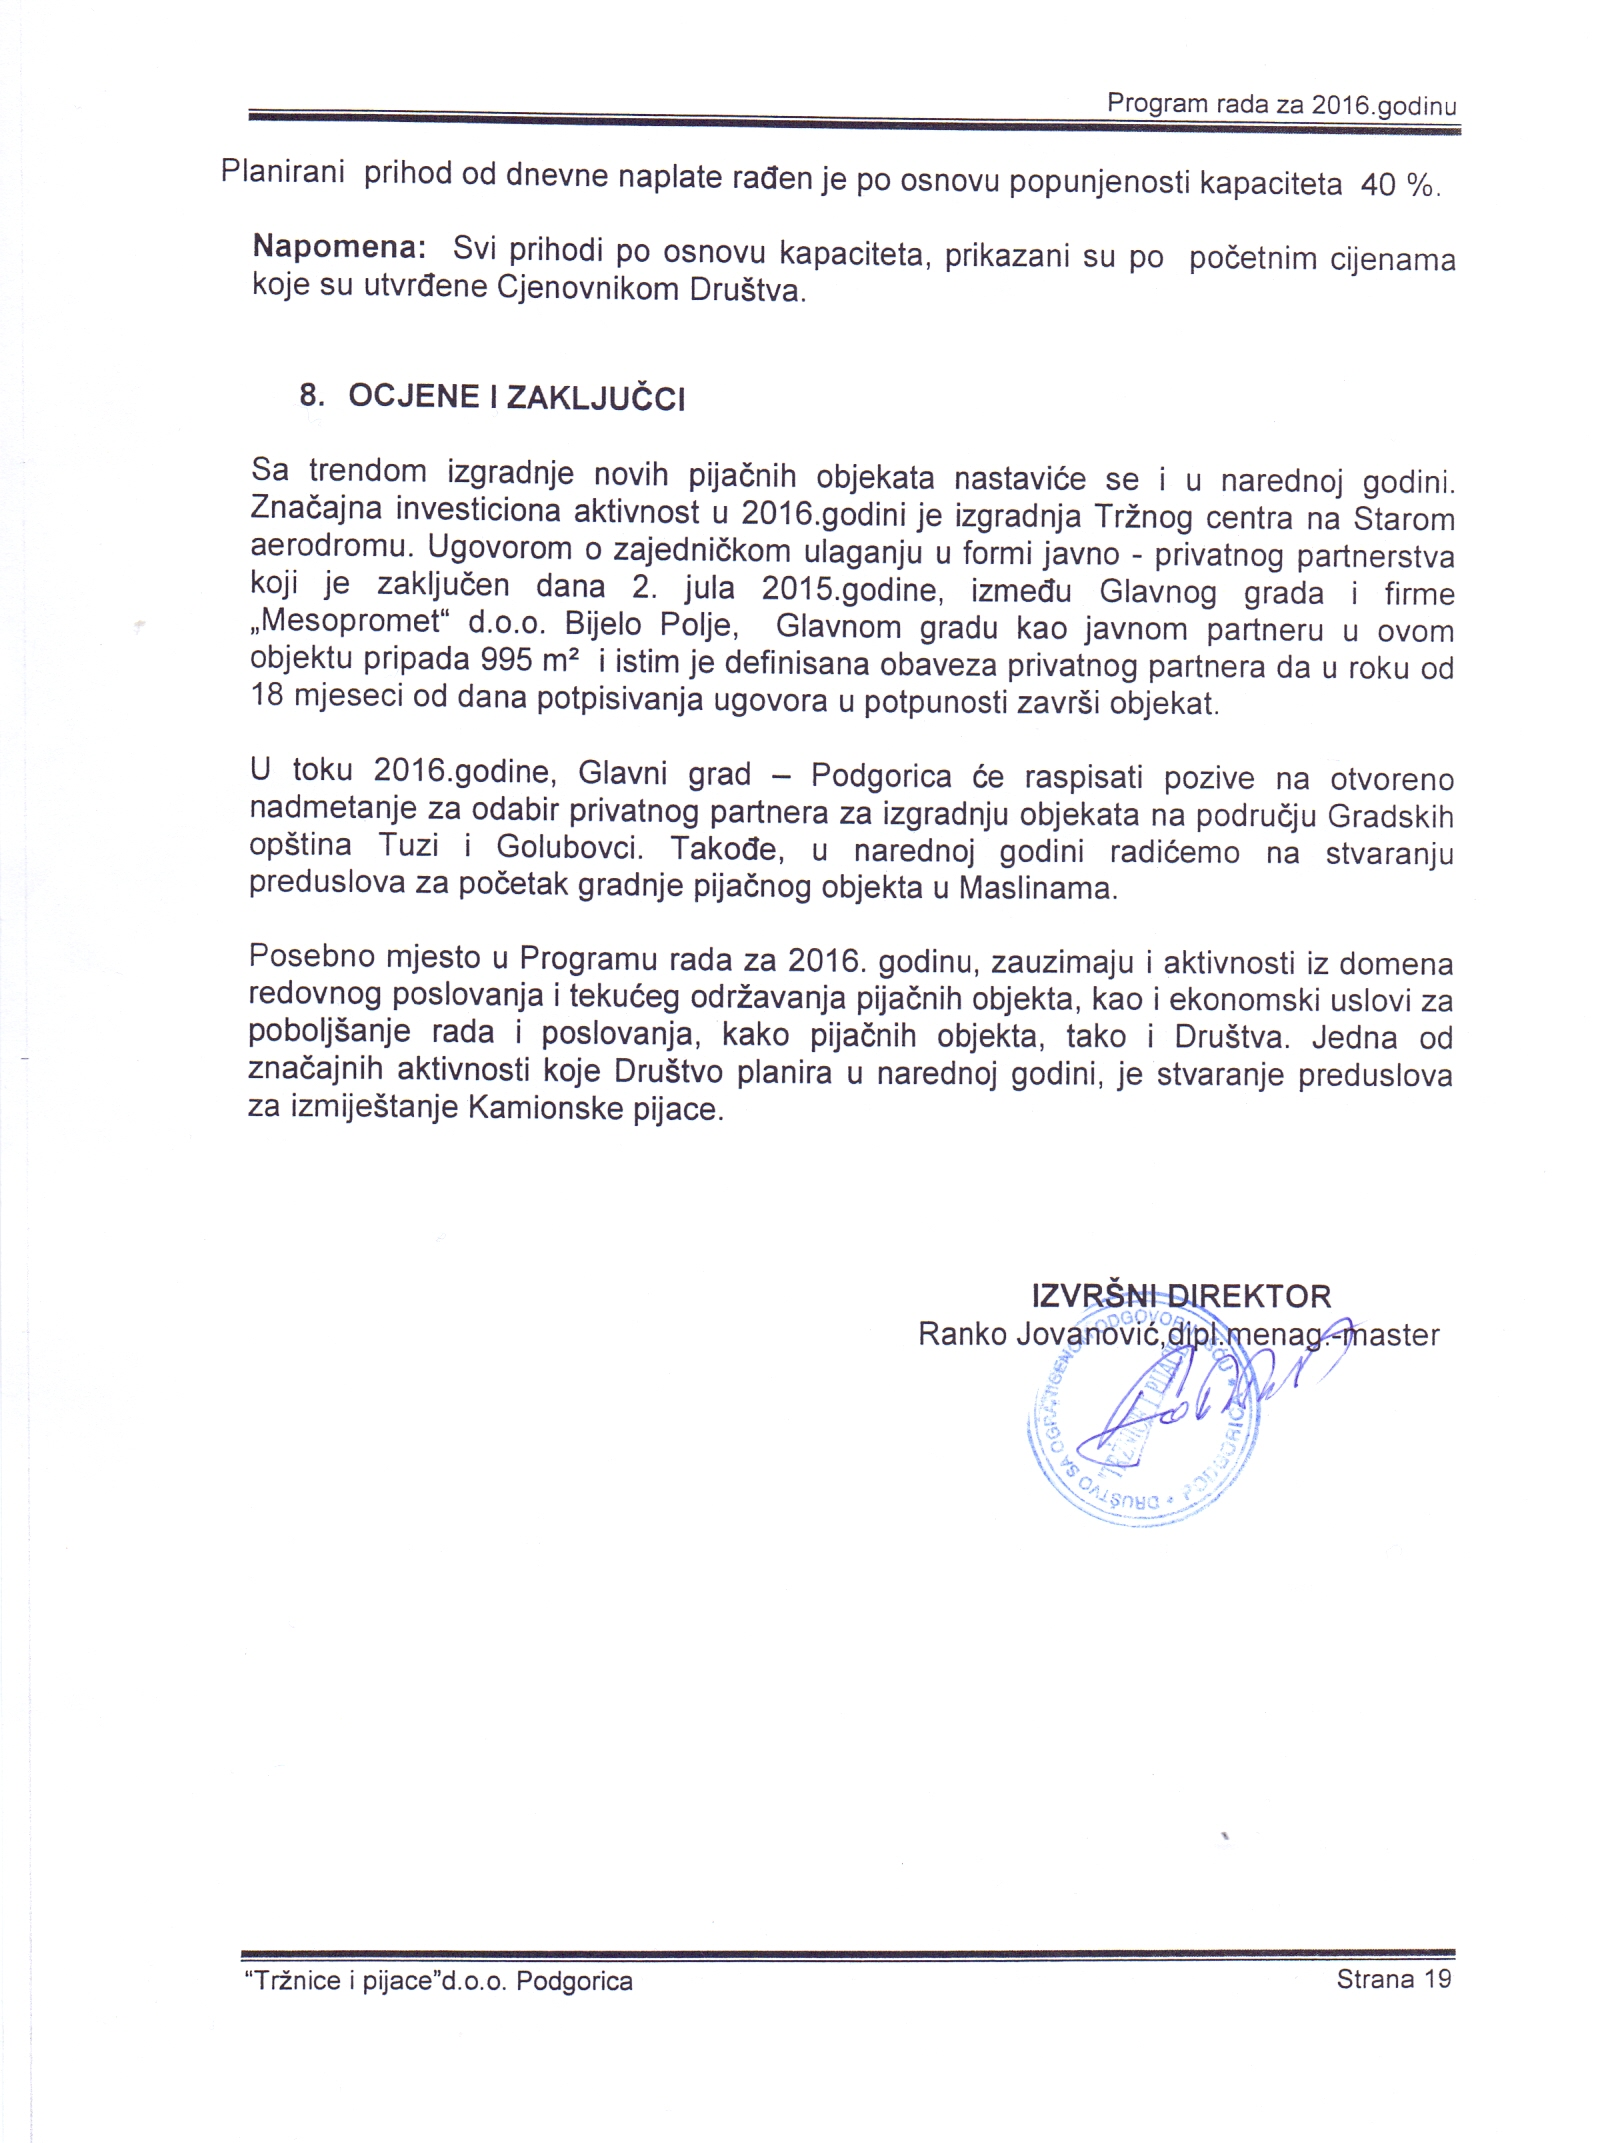 Program rada za 2016.godinu
Planirani prihod od dnevne naplate rađen je po osnovu popunjenosti kapaciteta 40 %.
Napomena: Svi prihodi po osnovu kapaciteta, prikazani su po početnim cijenama
koje su utvrđene Cjenovnikom Društva.
8. OCJENE I ZAKLJUČCI
Sa trendom izgradnje novih pijačnih objekata nastaviće se i u narednoj godini.
Značajna investiciona aktivnost u 2016.godini je izgradnja Tržnog centra na Starom
aerodromu. Ugovorom o zajedničkom ulaganju u formi javno - privatnog partnerstva
koji je zaključen dana 2. jula 2015.godine, između Glavnog grada i firme
„Mesopromet“ d.o.o. Bijelo Polje, Glavnom gradu kao javnom partneru u ovom
objektu pripada 995 m² i istim je definisana obaveza privatnog partnera da u roku od
18 mjeseci od dana potpisivanja ugovora u potpunosti završi objekat.
U toku 2016.godine, Glavni grad – Podgorica će raspisati pozive na otvoreno
nadmetanje za odabir privatnog partnera za izgradnju objekata na području Gradskih
opština Tuzi i Golubovci. Takođe, u narednoj godini radićemo na stvaranju
preduslova za početak gradnje pijačnog objekta u Maslinama.
Posebno mjesto u Programu rada za 2016. godinu, zauzimaju i aktivnosti iz domena
redovnog poslovanja i tekućeg održavanja pijačnih objekta, kao i ekonomski uslovi za
poboljšanje rada i poslovanja, kako pijačnih objekta, tako i Društva. Jedna od
značajnih aktivnosti koje Društvo planira u narednoj godini, je stvaranje preduslova
za izmiještanje Kamionske pijace.
IZVRŠNI DIREKTOR
Ranko Jovanović,dipl.menag.-master
DRUŠTVO SA OGRANIČENOM ODGOVORNOŠĆU * PODGORICA *
"TRŽNICE I PIJACE"
“Tržnice i pijace”d.o.o. Podgorica
Strana 19